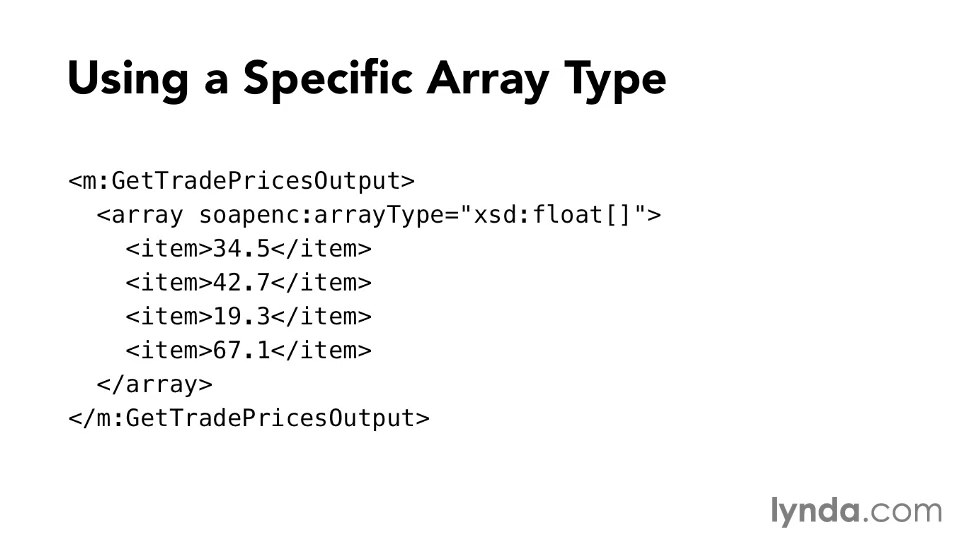 Using a Specific Array Type
<m:GetTradePricesOutput>
  <array soapenc:arrayType="xsd:float[]">
    <item>34.5</item>
    <item>42.7</item>
    <item>19.3</item>
    <item>67.1</item>
  </array>
</m:GetTradePricesOutput>
lynda.com